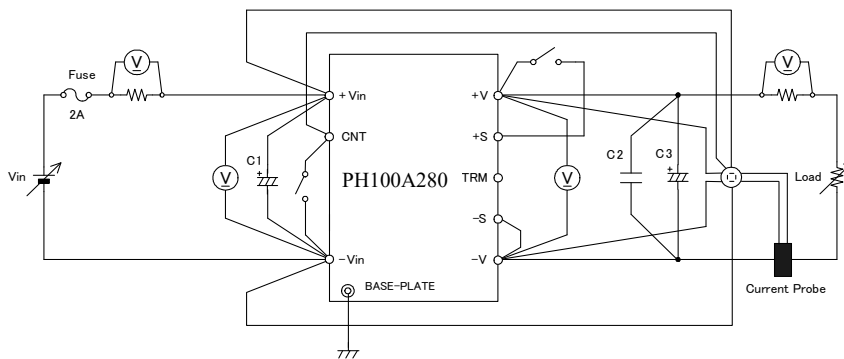 Fuse
2A
V
Vin
V
C1
+Vin
CNT
-Vin
PH100A280
BASE-PLATE
+V
+S
TRM
-S
-V
V
C2
C3
V
Load
Current Probe
+
+